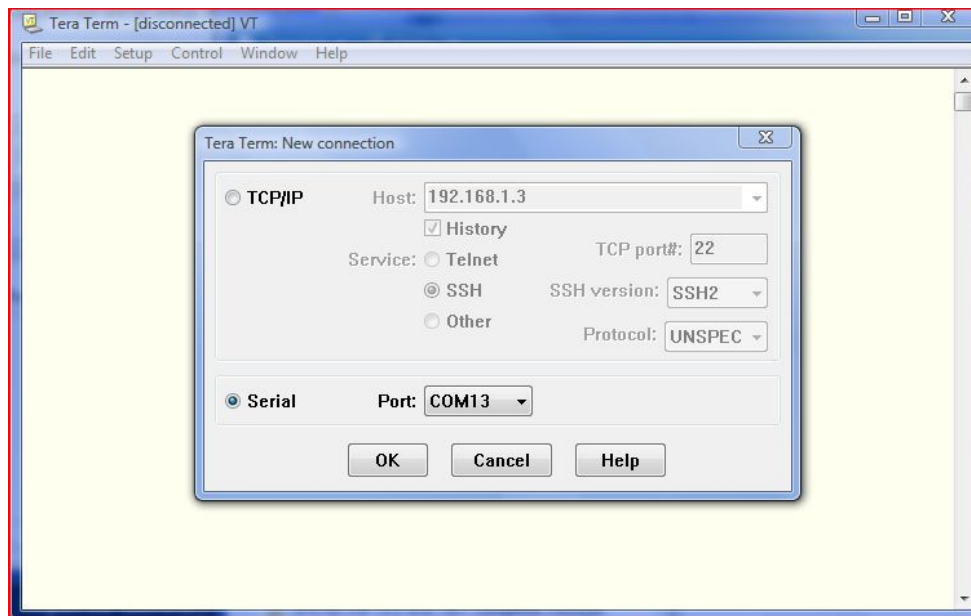 Tera Term - [disconnected] VT
File Edit Setup Control Window Help
Tera Term: New connection
TCP/IP Host: 192.168.1.3
History
Service: Telnet TCP port#: 22
SSH SSH version: SSH2
Other Protocol: UNSPEC
Serial Port: COM13
OK Cancel Help